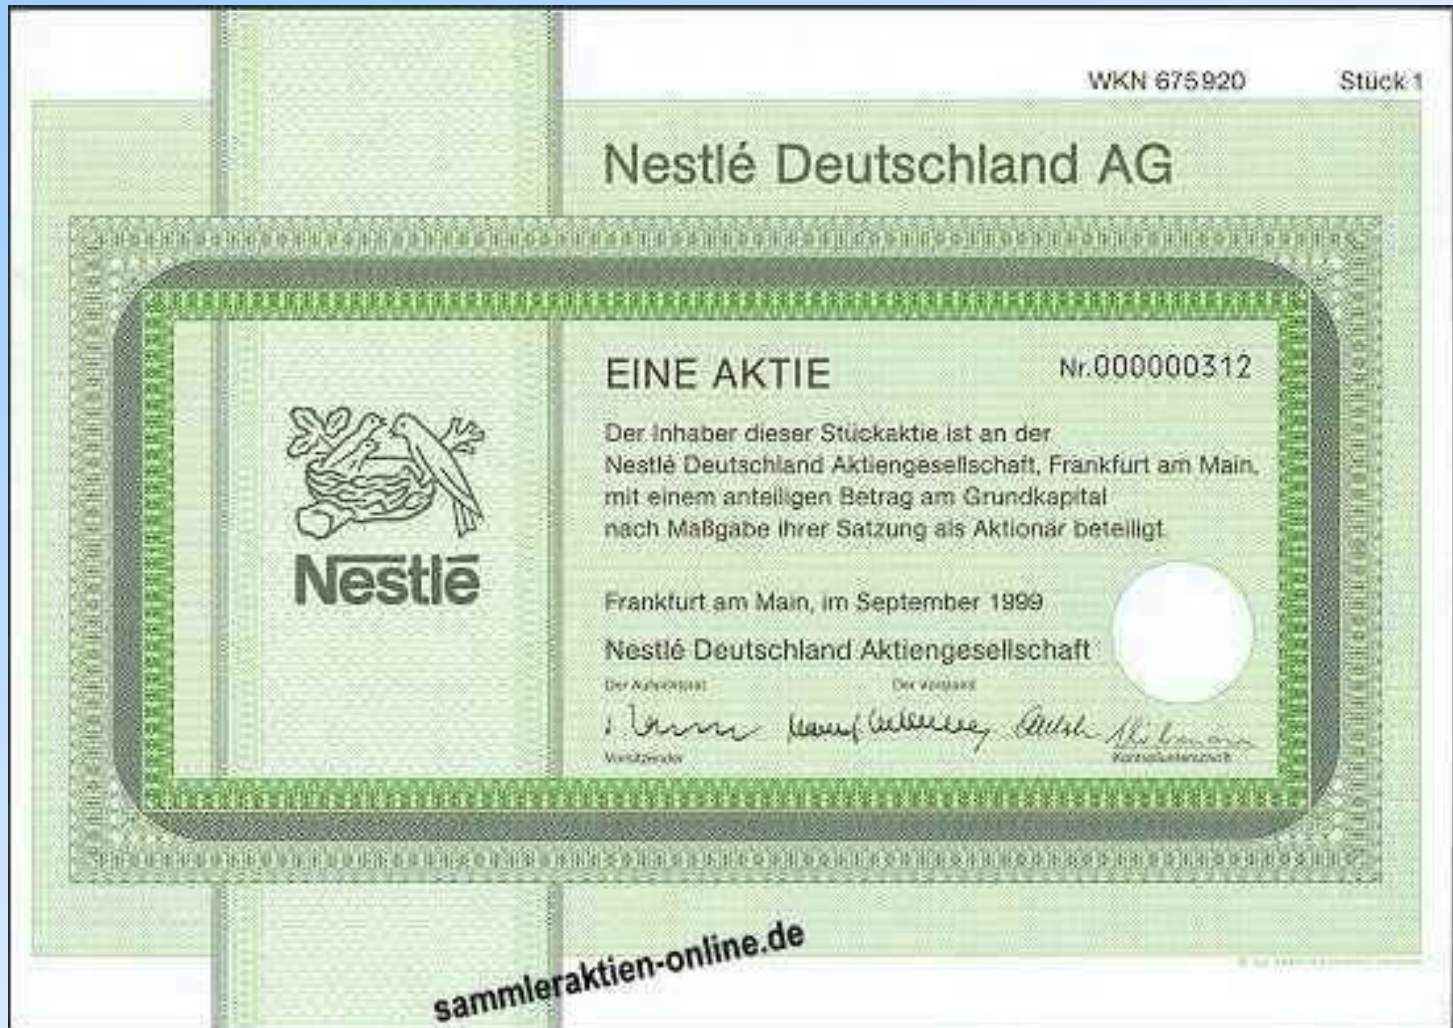 WKN 675920 Stück 1
Nestlé Deutschland AG
EINE AKTIE
Nr.000000312
Der Inhaber dieser Stückaktie ist an der
Nestlé Deutschland Aktiengesellschaft, Frankfurt am Main,
mit einem anteiligen Betrag am Grundkapital
nach Maßgabe ihrer Satzung als Aktionär beteiligt.
Nestlé
Frankfurt am Main, im September 1999
Nestlé Deutschland Aktiengesellschaft
Der Aufsichtsrat Der Vorstand
Vorsitzender Kontrollunterschrift
sammleraktien-online.de